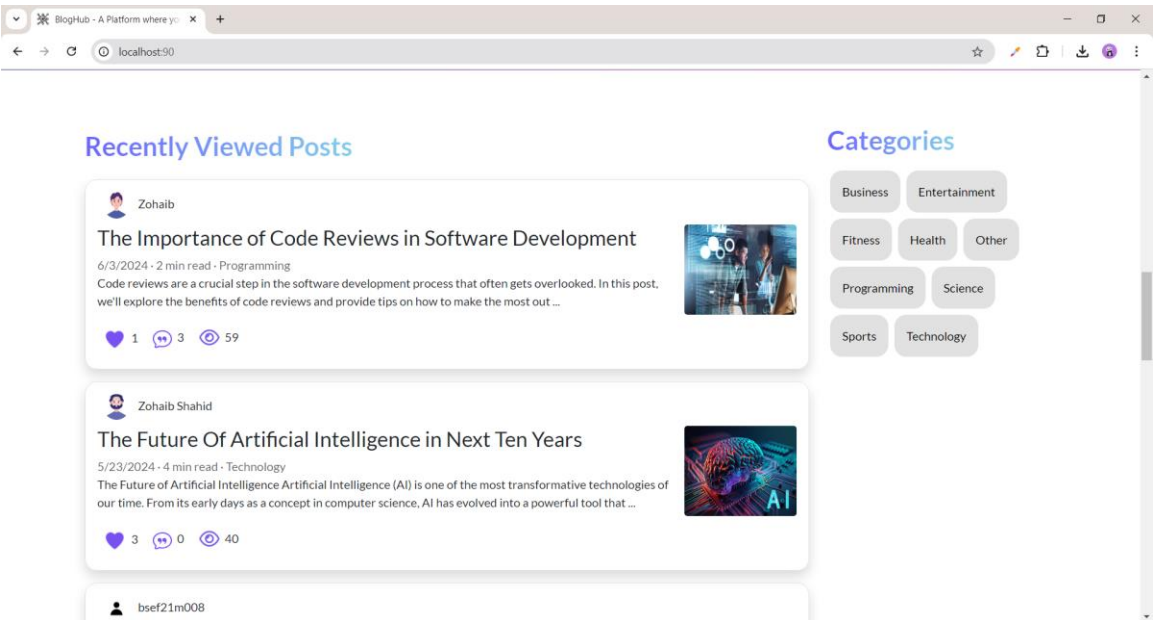 BlogHub - A Platform where yo
localhost:90
Recently Viewed Posts
Zohaib
The Importance of Code Reviews in Software Development
6/3/2024 · 2 min read · Programming
Code reviews are a crucial step in the software development process that often gets overlooked. In this post,
we'll explore the benefits of code reviews and provide tips on how to make the most out ...
1 3 59
Zohaib Shahid
The Future Of Artificial Intelligence in Next Ten Years
5/23/2024 · 4 min read · Technology
The Future of Artificial Intelligence Artificial Intelligence (AI) is one of the most transformative technologies of
our time. From its early days as a concept in computer science, AI has evolved into a powerful tool that ...
AI
3 0 40
bsef21m008
Categories
Business Entertainment
Fitness Health Other
Programming Science
Sports Technology